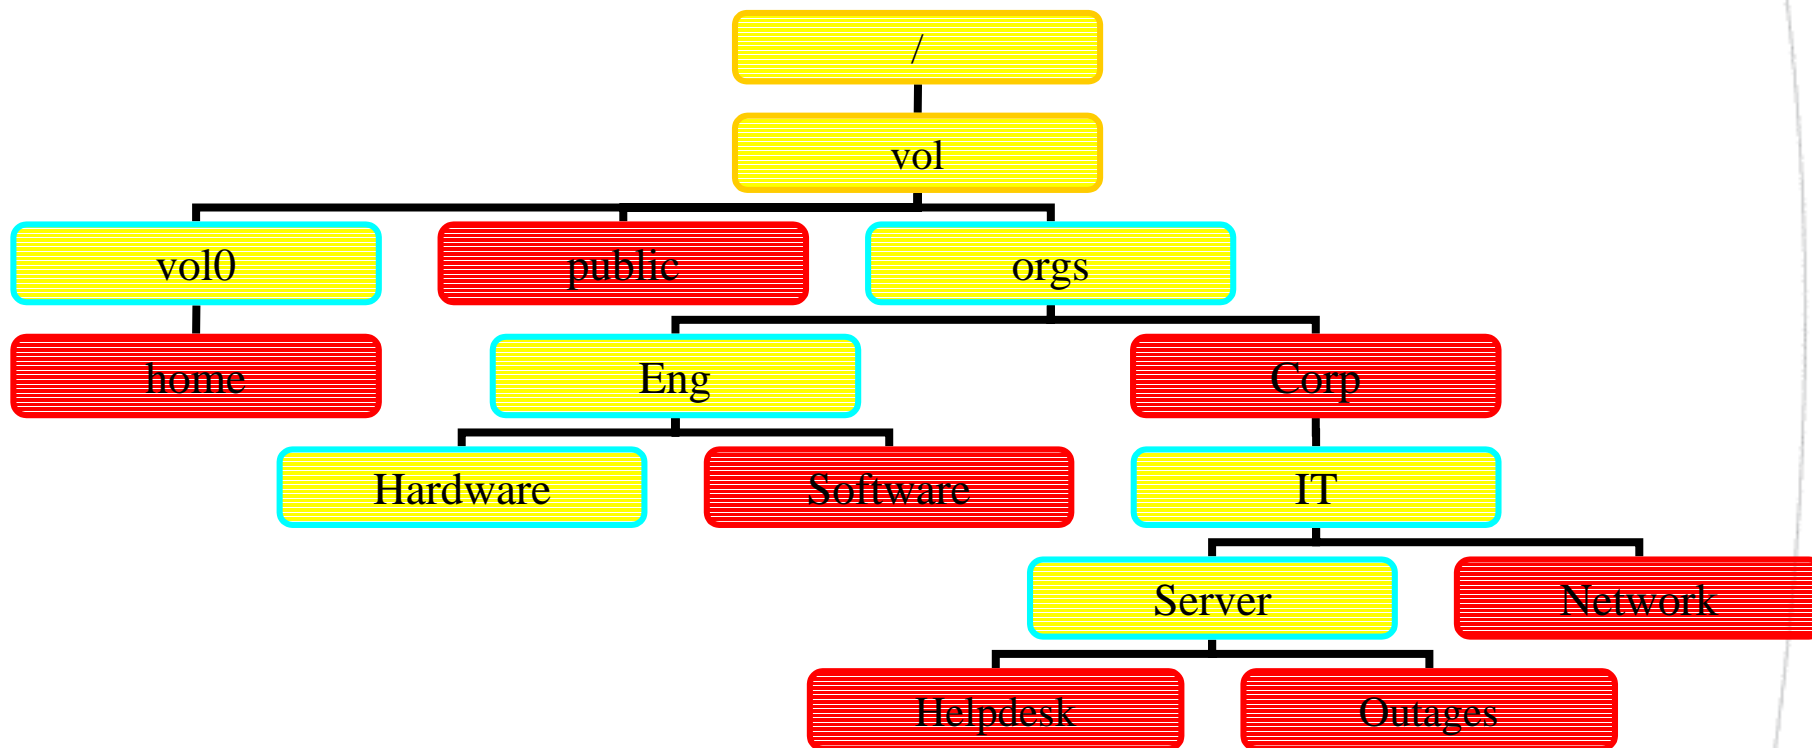 /
vol
vol0
public
orgs
home
Eng
Corp
Hardware
Software
IT
Server
Network
Helpdesk
Outages